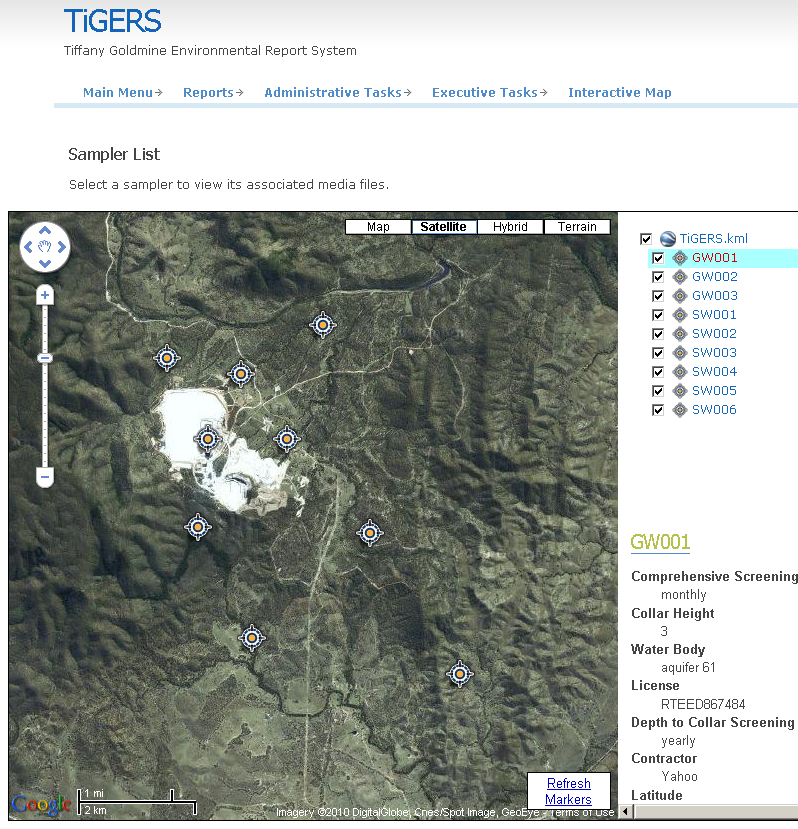 TiGERS
Tiffany Goldmine Environmental Report System
Main Menu Reports Administrative Tasks Executive Tasks Interactive Map
Sampler List
Select a sampler to view its associated media files.
Map Satellite Hybrid Terrain
TiGERS.kml
GW001
GW002
GW003
SW001
SW002
SW003
SW004
SW005
SW006
GW001
Comprehensive Screening
monthly
Collar Height
3
Water Body
aquifer 61
License
RTEED867484
Depth to Collar Screening
yearly
Contractor
Yahoo
Latitude
Refresh
Markers
1 mi
2 km
Google
Imagery ©2010 DigitalGlobe, Cnes/Spot Image, GeoEye - Terms of Use